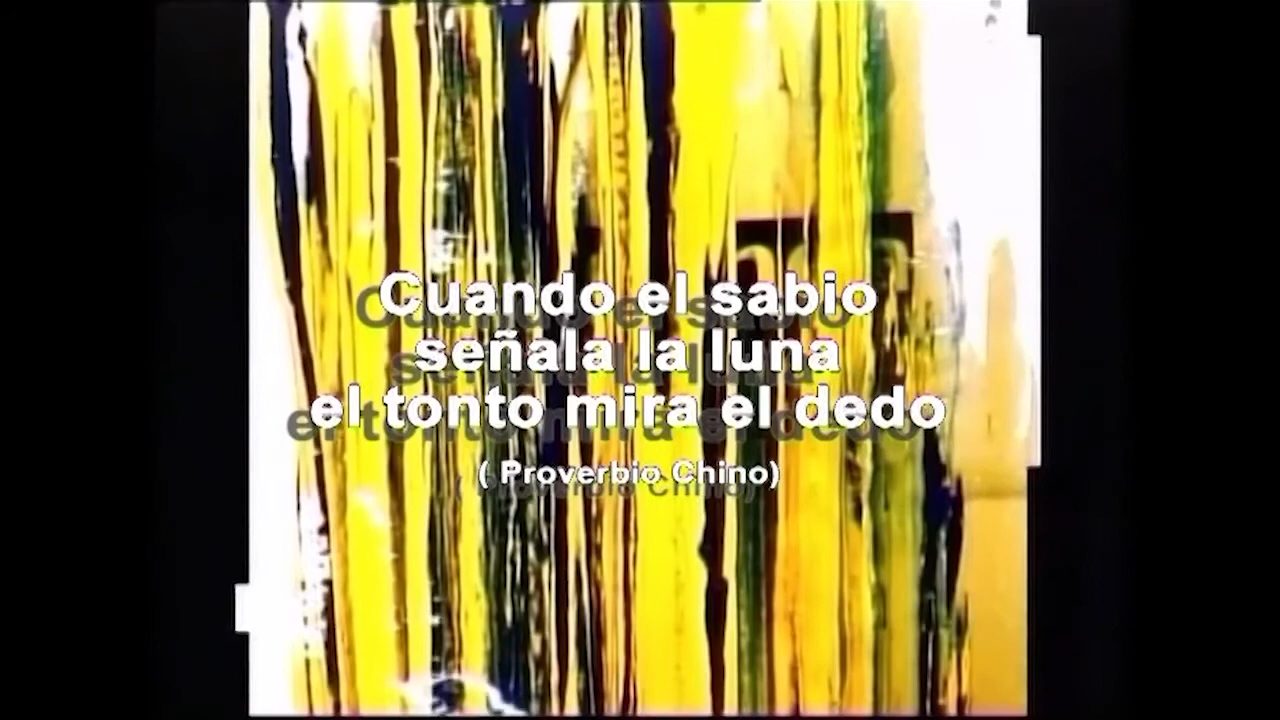 Cuando el sabio
señala la luna
el tonto mira el dedo
( Proverbio Chino)